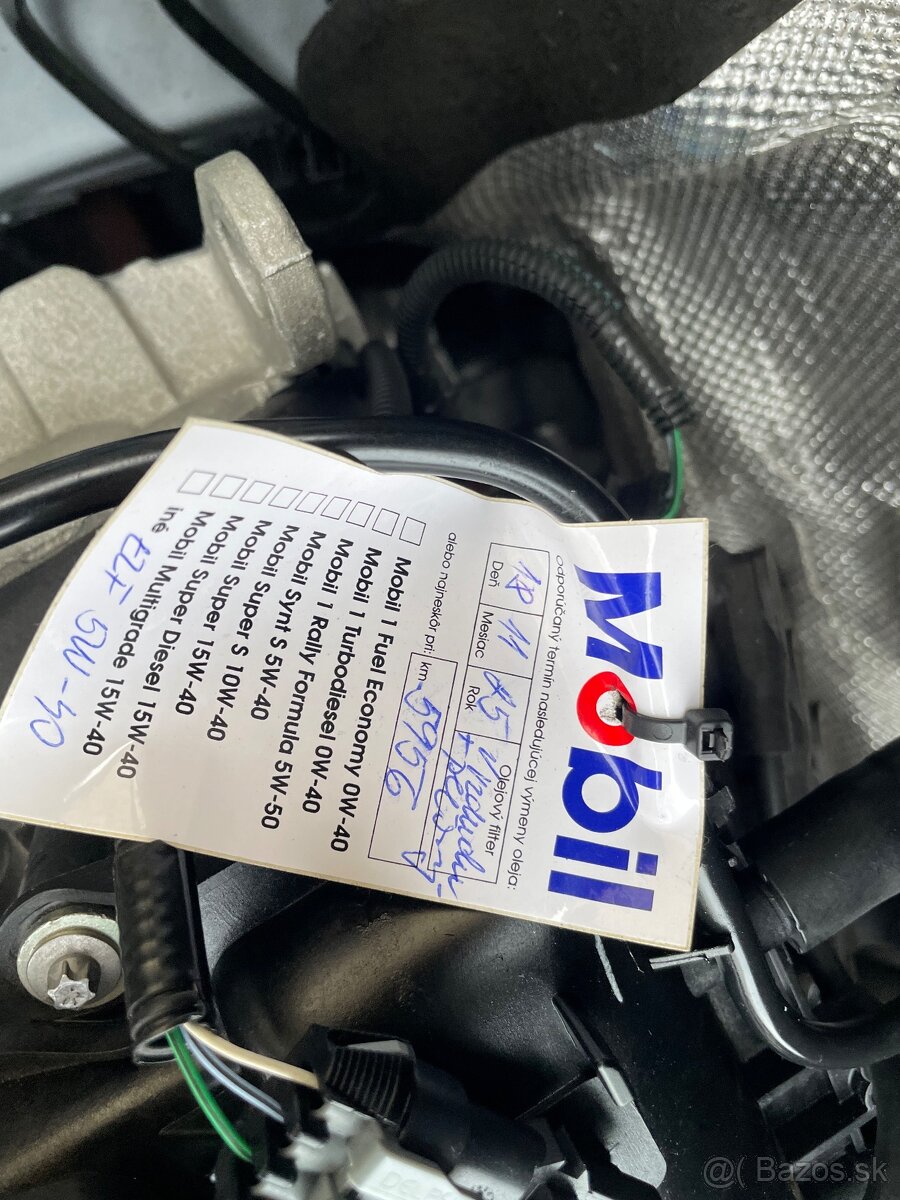 Mobil
odporúčaný termín nasledujúcej výmeny oleja:
18 11 25
Deň Mesiac Rok Olejový filter
alebo najneskôr pri: km 5956
Mobil 1 Fuel Economy 0W-40
Mobil 1 Turbodiesel 0W-40
Mobil 1 Rally Formula 5W-50
Mobil Synt S 5W-40
Mobil Super S 10W-40
Mobil Super 15W-40
Mobil Super Diesel 15W-40
Mobil Multigrade 15W-40
iné ELF 5W-40
@( Bazos.sk